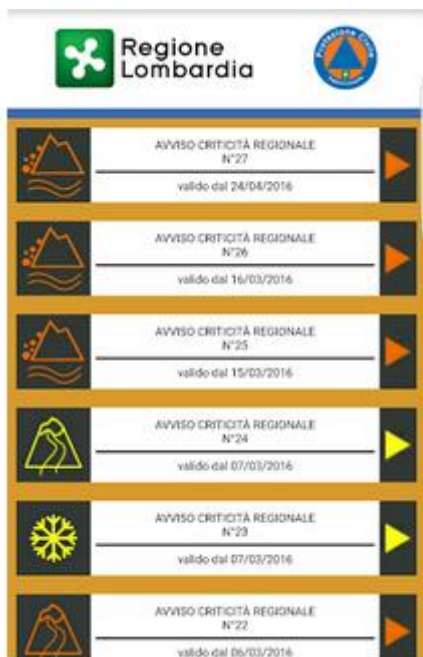 Regione
Lombardia
Protezione Civile
AVVISO CRITICITÀ REGIONALE
N°27
valido dal 24/04/2016
AVVISO CRITICITÀ REGIONALE
N°26
valido dal 16/03/2016
AVVISO CRITICITÀ REGIONALE
N°25
valido dal 15/03/2016
AVVISO CRITICITÀ REGIONALE
N°24
valido dal 07/03/2016
AVVISO CRITICITÀ REGIONALE
N°23
valido dal 07/03/2016
AVVISO CRITICITÀ REGIONALE
N°22
valido dal 06/03/2016